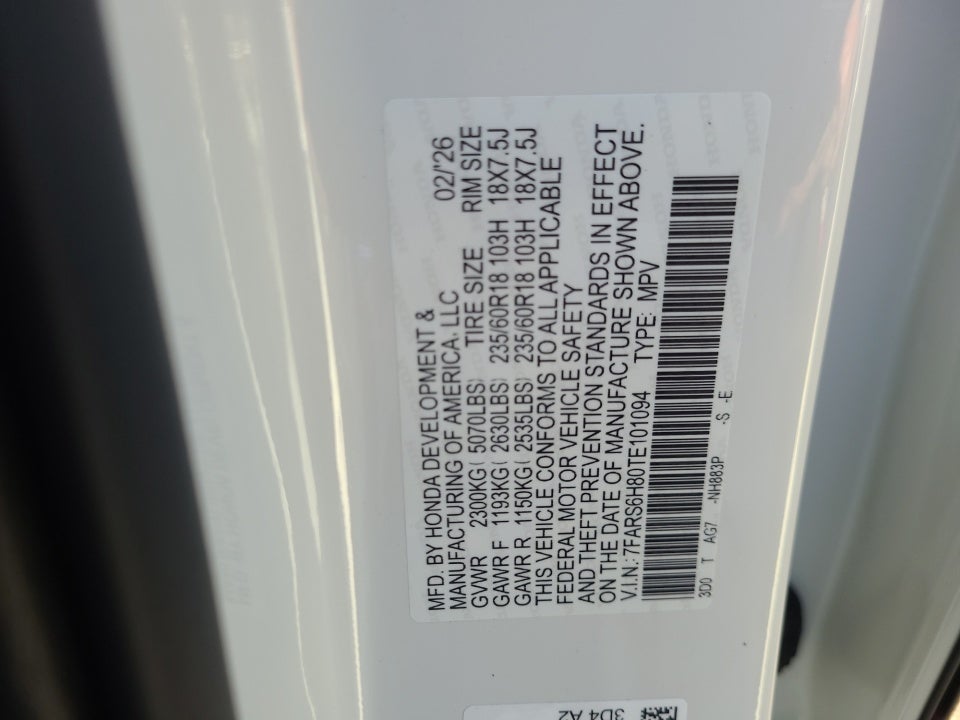 MFD. BY HONDA DEVELOPMENT &
MANUFACTURING OF AMERICA, LLC 02/'26
GVWR 2300KG( 5070LBS) TIRE SIZE RIM SIZE
GAWR F 1193KG( 2630LBS) 235/60R18 103H 18X7.5J
GAWR R 1150KG( 2535LBS) 235/60R18 103H 18X7.5J
THIS VEHICLE CONFORMS TO ALL APPLICABLE
FEDERAL MOTOR VEHICLE SAFETY
AND THEFT PREVENTION STANDARDS IN EFFECT
ON THE DATE OF MANUFACTURE SHOWN ABOVE.
V.I.N.:7FARS6H80TE101094 TYPE: MPV
3D0 T AG7 -NH883P -S -E
HONDA
3D4